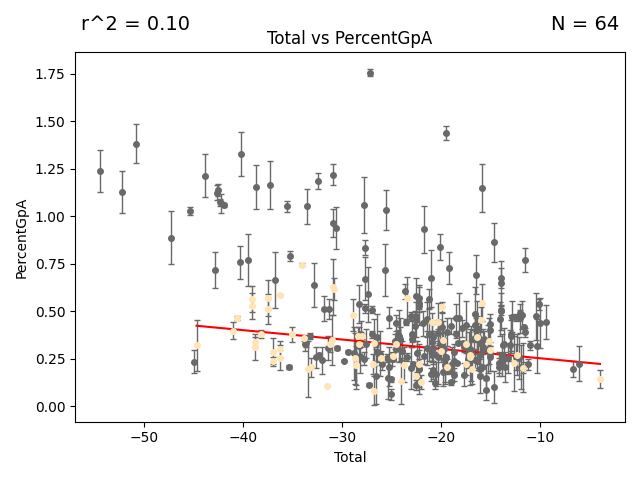 r^2 = 0.10
N = 64
Total vs PercentGpA
1.75
1.50
1.25
1.00
0.75
0.50
0.25
0.00
PercentGpA
−50
−40
−30
−20
−10
Total